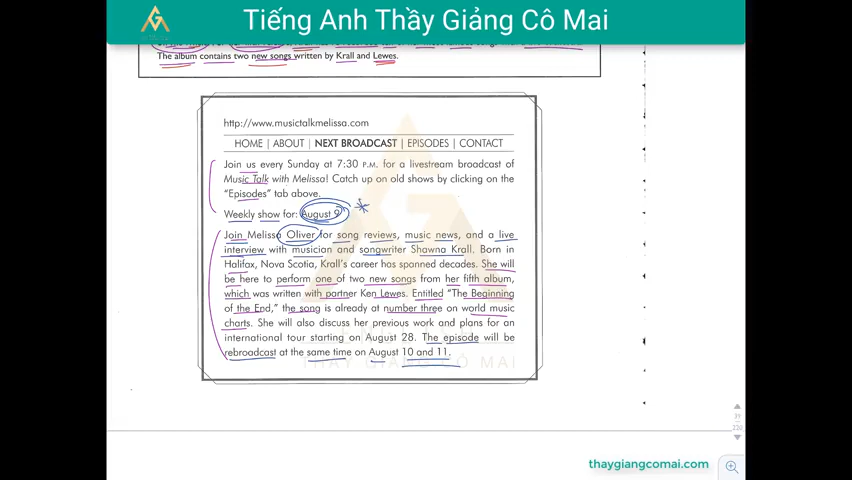 Tiếng Anh Thầy Giảng Cô Mai
The album contains two new songs written by Krall and Lewes.
http://www.musictalkmelissa.com
HOME | ABOUT | NEXT BROADCAST | EPISODES | CONTACT
Join us every Sunday at 7:30 P.M. for a livestream broadcast of
Music Talk with Melissa! Catch up on old shows by clicking on the
"Episodes" tab above.
Weekly show for: August 9
Join Melissa Oliver for song reviews, music news, and a live
interview with musician and songwriter Shawna Krall. Born in
Halifax, Nova Scotia, Krall's career has spanned decades. She will
be here to perform one of two new songs from her fifth album,
which was written with partner Ken Lewes. Entitled "The Beginning
of the End," the song is already at number three on world music
charts. She will also discuss her previous work and plans for an
international tour starting on August 28. The episode will be
rebroadcast at the same time on August 10 and 11.
THẦY GIẢNG CÔ MAI
thaygiangcomai.com